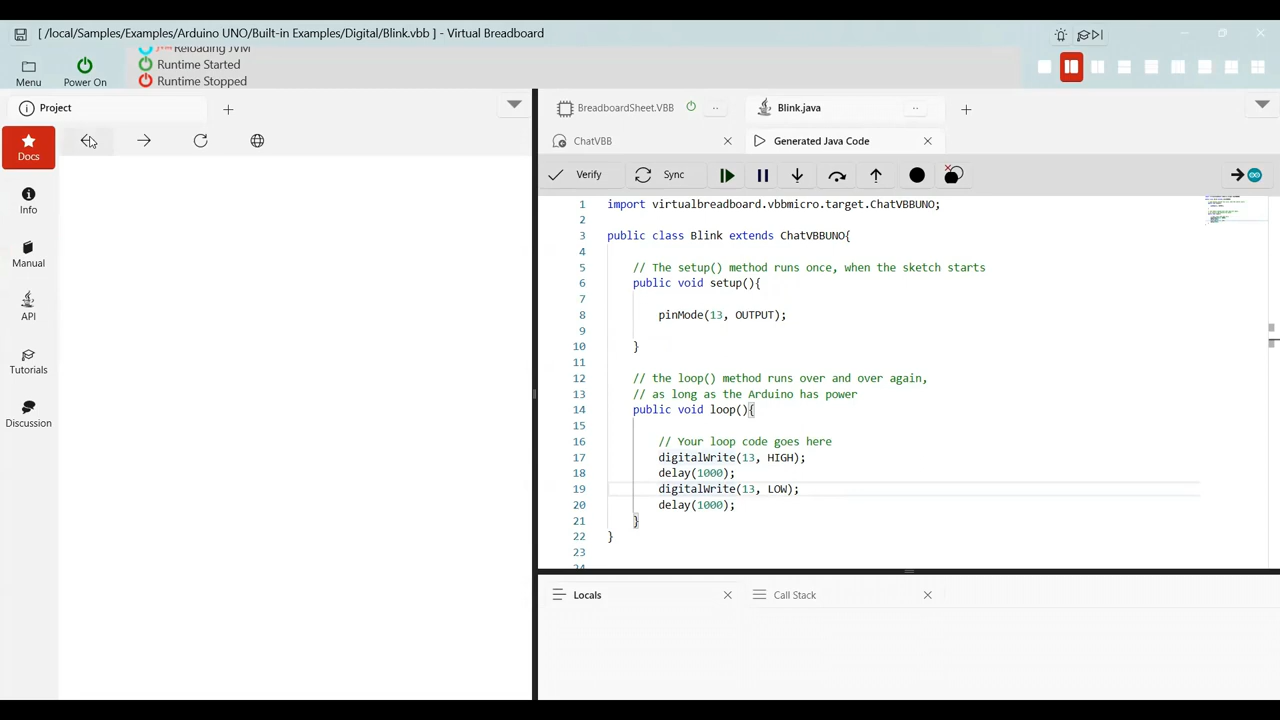 [ /local/Samples/Examples/Arduino UNO/Built-in Examples/Digital/Blink.vbb ] - Virtual Breadboard
Menu
Power On
Reloading JVM
Runtime Started
Runtime Stopped
Project
Docs
Info
Manual
API
Tutorials
Discussion
BreadboardSheet.VBB
..
Blink.java
..
ChatVBB
Generated Java Code
Verify
Sync
1 import virtualbreadboard.vbbmicro.target.ChatVBBUNO;
2
3 public class Blink extends ChatVBBUNO{
4
5 // The setup() method runs once, when the sketch starts
6 public void setup(){
7
8 pinMode(13, OUTPUT);
9
10 }
11
12 // the loop() method runs over and over again,
13 // as long as the Arduino has power
14 public void loop(){
15
16 // Your loop code goes here
17 digitalWrite(13, HIGH);
18 delay(1000);
19 digitalWrite(13, LOW);
20 delay(1000);
21 }
22 }
23
24
Locals
Call Stack